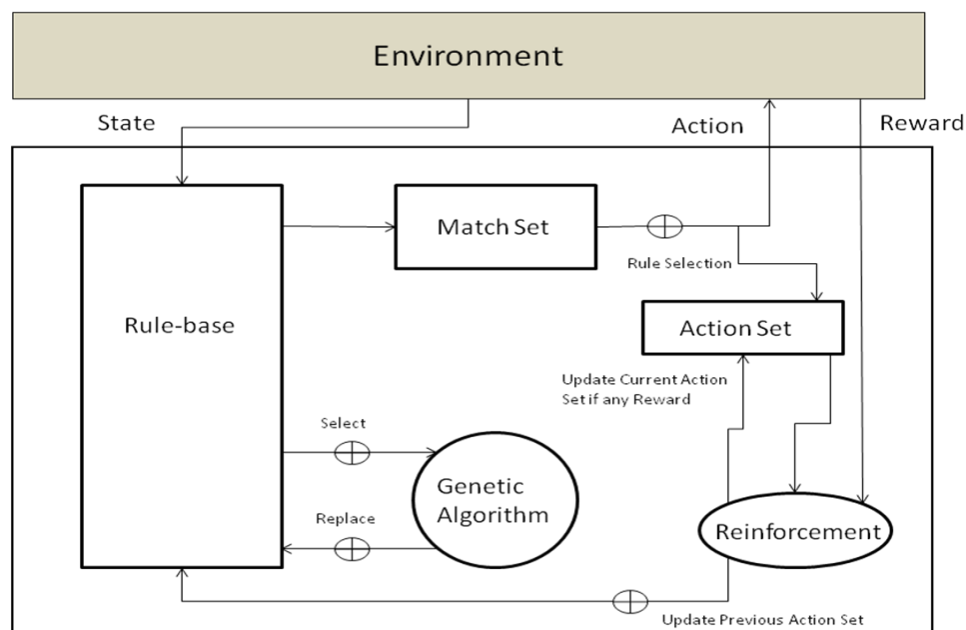 Environment
State
Action
Reward
Match Set
Rule Selection
Rule-base
Action Set
Update Current Action
Set if any Reward
Select
Genetic
Algorithm
Replace
Reinforcement
Update Previous Action Set